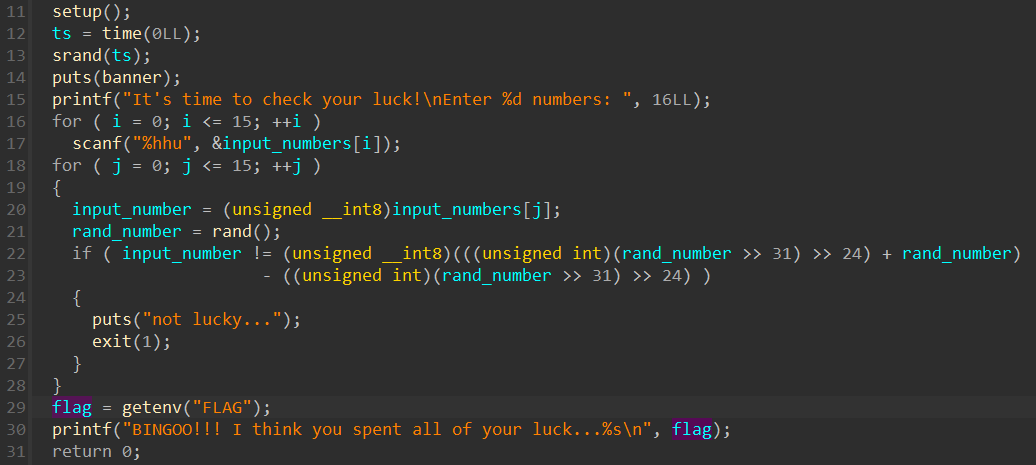 11 setup();
12 ts = time(0LL);
13 srand(ts);
14 puts(banner);
15 printf("It's time to check your luck!\nEnter %d numbers: ", 16LL);
16 for ( i = 0; i <= 15; ++i )
17 scanf("%hhu", &input_numbers[i]);
18 for ( j = 0; j <= 15; ++j )
19 {
20 input_number = (unsigned __int8)input_numbers[j];
21 rand_number = rand();
22 if ( input_number != (unsigned __int8)(((unsigned int)(rand_number >> 31) >> 24) + rand_number)
23 - ((unsigned int)(rand_number >> 31) >> 24) )
24 {
25 puts("not lucky...");
26 exit(1);
27 }
28 }
29 flag = getenv("FLAG");
30 printf("BINGOO!!! I think you spent all of your luck...%s\n", flag);
31 return 0;